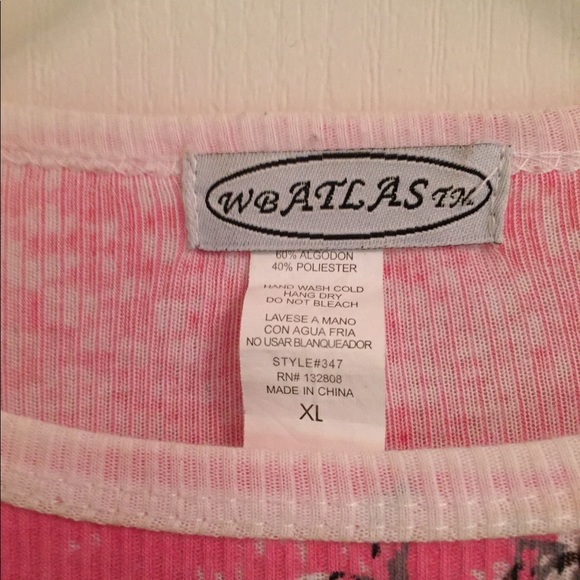 WBATLAS TM
60% ALGODON
40% POLIESTER
HAND WASH COLD
HANG DRY
DO NOT BLEACH
LAVESE A MANO
CON AGUA FRIA
NO USAR BLANQUEADOR
STYLE#347
RN# 132808
MADE IN CHINA
XL